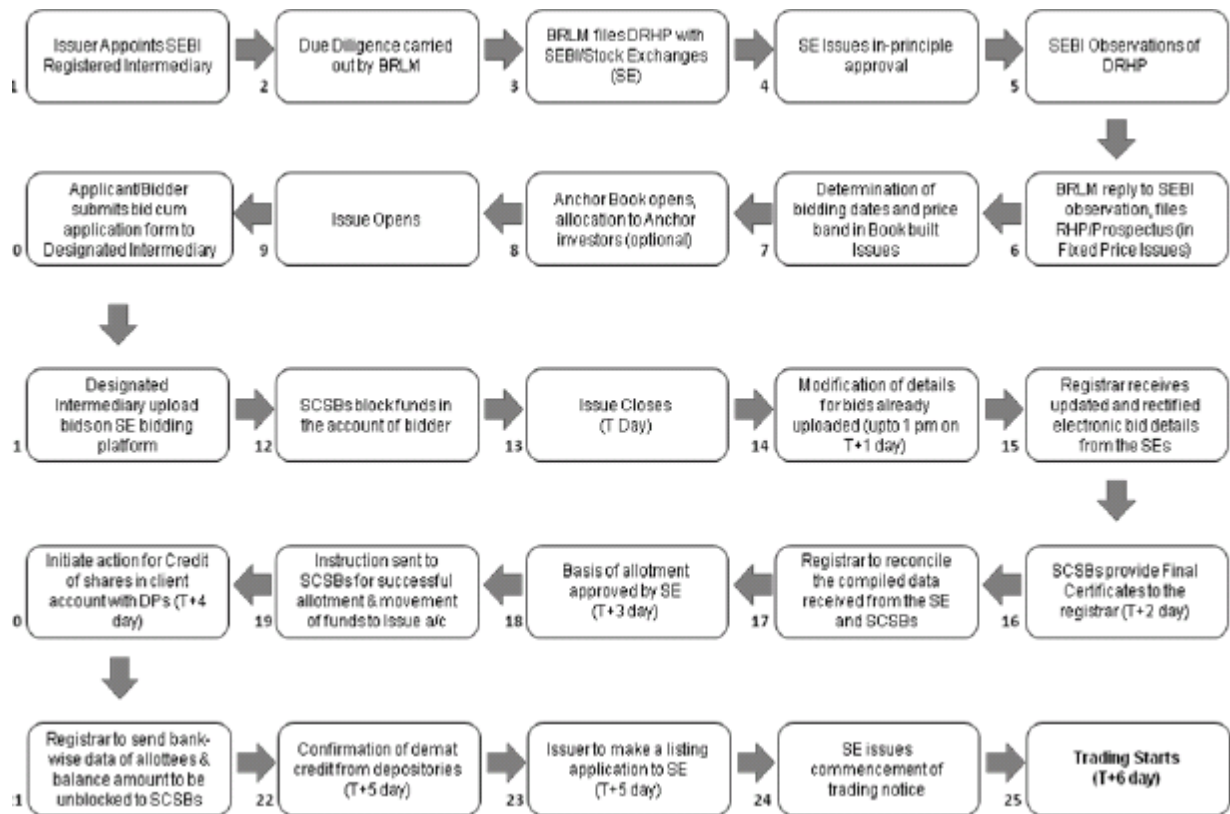 Issuer Appoints SEBI
Registered Intermediary
1
Due Diligence carried
out by BRLM
2
BRLM files DRHP with
SEBI/Stock Exchanges
(SE)
3
SE Issues in-principle
approval
4
SEBI Observations of
DRHP
5
BRLM reply to SEBI
observation, files
RHP/Prospectus (in
Fixed Price Issues)
6
Determination of
bidding dates and price
band in Book built
Issues
7
Anchor Book opens,
allocation to Anchor
investors (optional)
8
Issue Opens
9
Applicant/Bidder
submits bid cum
application form to
Designated Intermediary
0
Designated
Intermediary upload
bids on SE bidding
platform
1
SCSBs block funds in
the account of bidder
12
Issue Closes
(T Day)
13
Modification of details
for bids already
uploaded (upto 1 pm on
T+1 day)
14
Registrar receives
updated and rectified
electronic bid details
from the SEs
15
SCSBs provide Final
Certificates to the
registrar (T+2 day)
16
Registrar to reconcile
the compiled data
received from the SE
and SCSBs
17
Basis of allotment
approved by SE
(T+3 day)
18
Instruction sent to
SCSBs for successful
allotment & movement
of funds to Issue a/c
19
Initiate action for Credit
of shares in client
account with DPs (T+4
day)
0
Registrar to send bank-
wise data of allottees &
balance amount to be
unblocked to SCSBs
1
Confirmation of demat
credit from depositories
(T+5 day)
22
Issuer to make a listing
application to SE
(T+5 day)
23
SE issues
commencement of
trading notice
24
Trading Starts
(T+6 day)
25